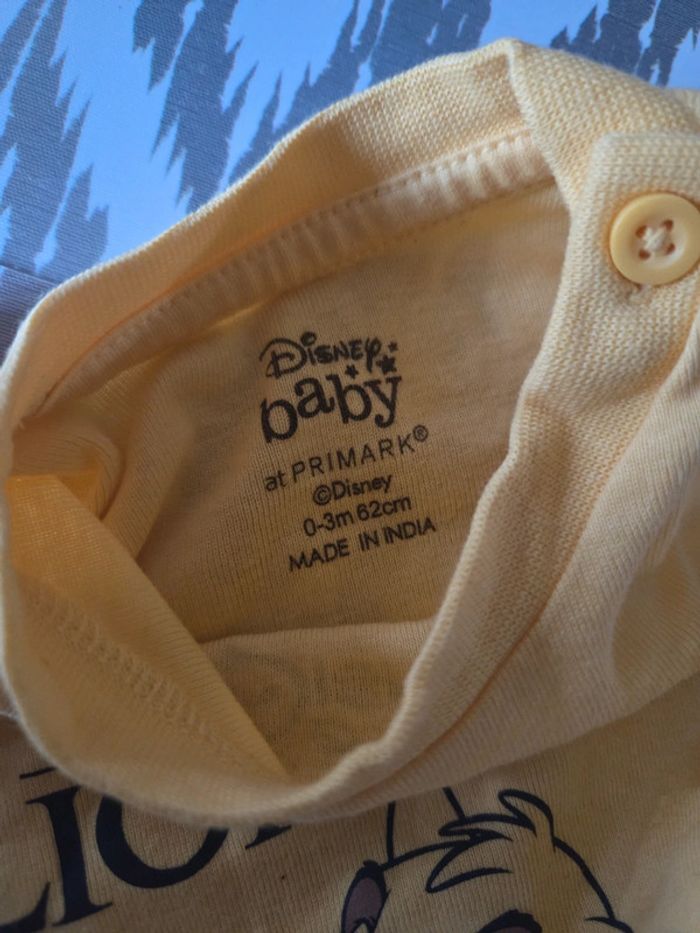 Disney
baby
at PRIMARK®
©Disney
0-3m 62cm
MADE IN INDIA